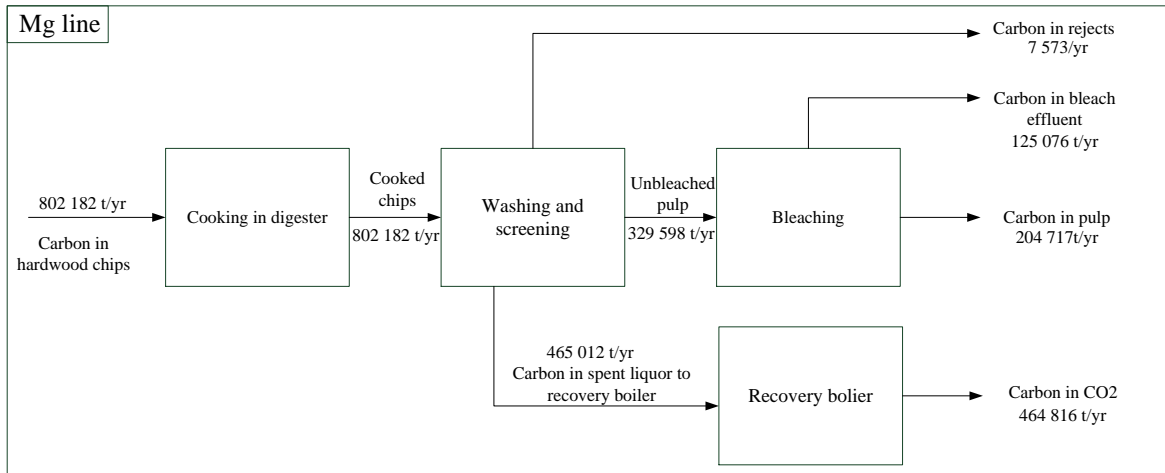 Mg line
Carbon in rejects
7 573/yr
Carbon in bleach
effluent
125 076 t/yr
802 182 t/yr
Carbon in
hardwood chips
Cooking in digester
Cooked
chips
802 182 t/yr
Washing and
screening
Unbleached
pulp
329 598 t/yr
Bleaching
Carbon in pulp
204 717t/yr
465 012 t/yr
Carbon in spent liquor to
recovery boiler
Recovery bolier
Carbon in CO2
464 816 t/yr